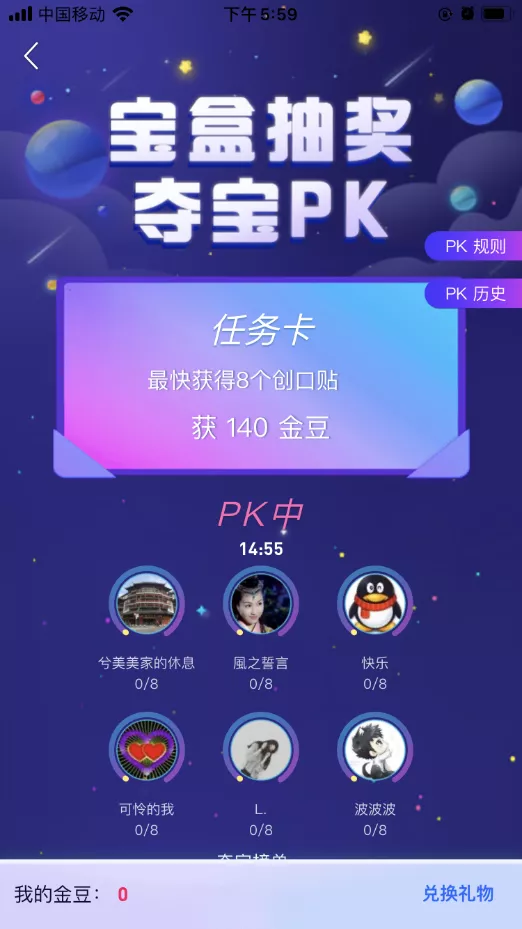 中国移动
下午5:59
宝盒抽奖
夺宝PK
PK 规则
PK 历史
任务卡
最快获得8个创口贴
获 140 金豆
PK中
14:55
兮美美家的休息
風之誓言
快乐
0/8
0/8
0/8
可怜的我
L.
波波波
0/8
0/8
0/8
我的金豆： 0
兑换礼物